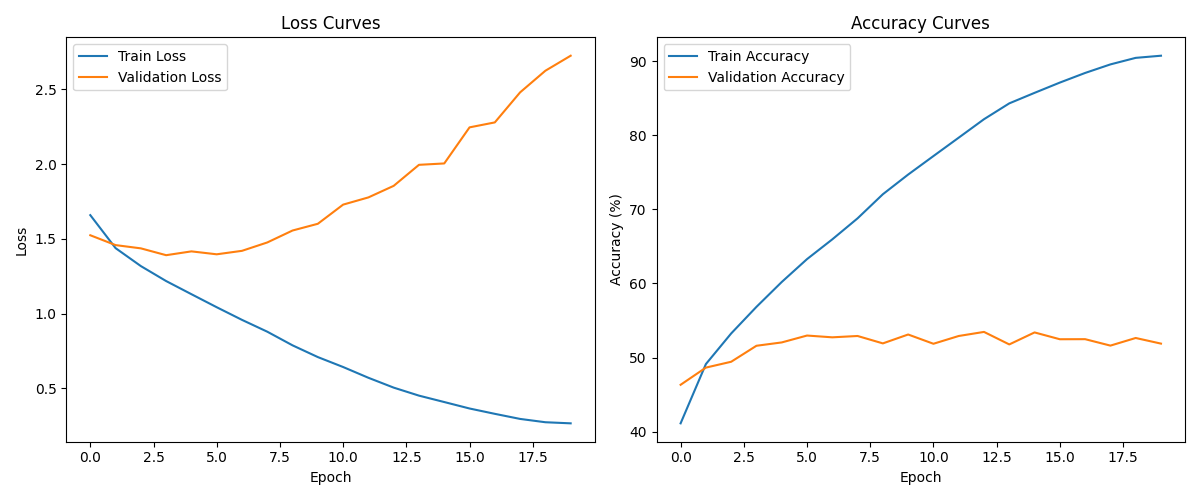 Loss Curves
Train Loss
Validation Loss
2.5
2.0
1.5
1.0
0.5
Loss
0.0 2.5 5.0 7.5 10.0 12.5 15.0 17.5
Epoch
Accuracy Curves
Train Accuracy
Validation Accuracy
90
80
70
60
50
40
Accuracy (%)
0.0 2.5 5.0 7.5 10.0 12.5 15.0 17.5
Epoch